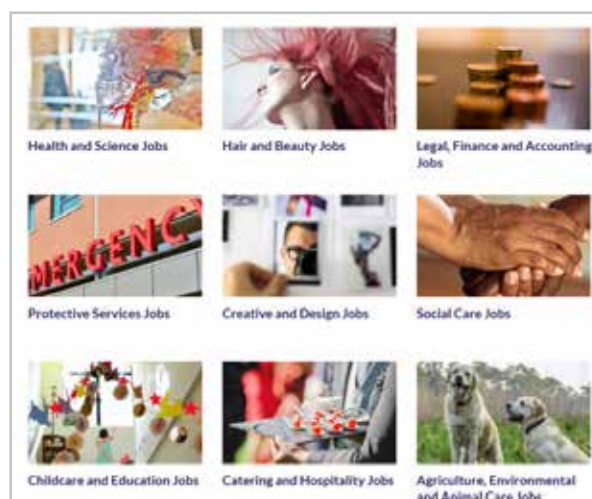 Health and Science Jobs
Hair and Beauty Jobs
Legal, Finance and Accounting
Jobs
MERGENCY
Protective Services Jobs
Creative and Design Jobs
Social Care Jobs
Childcare and Education Jobs
Catering and Hospitality Jobs
Agriculture, Environmental
and Animal Care Jobs